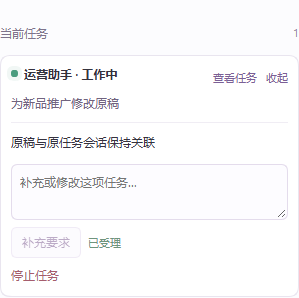 当前任务 1
运营助手 · 工作中 查看任务 收起
为新品推广修改原稿
原稿与原任务会话保持关联
补充或修改这项任务...
补充要求 已受理
停止任务